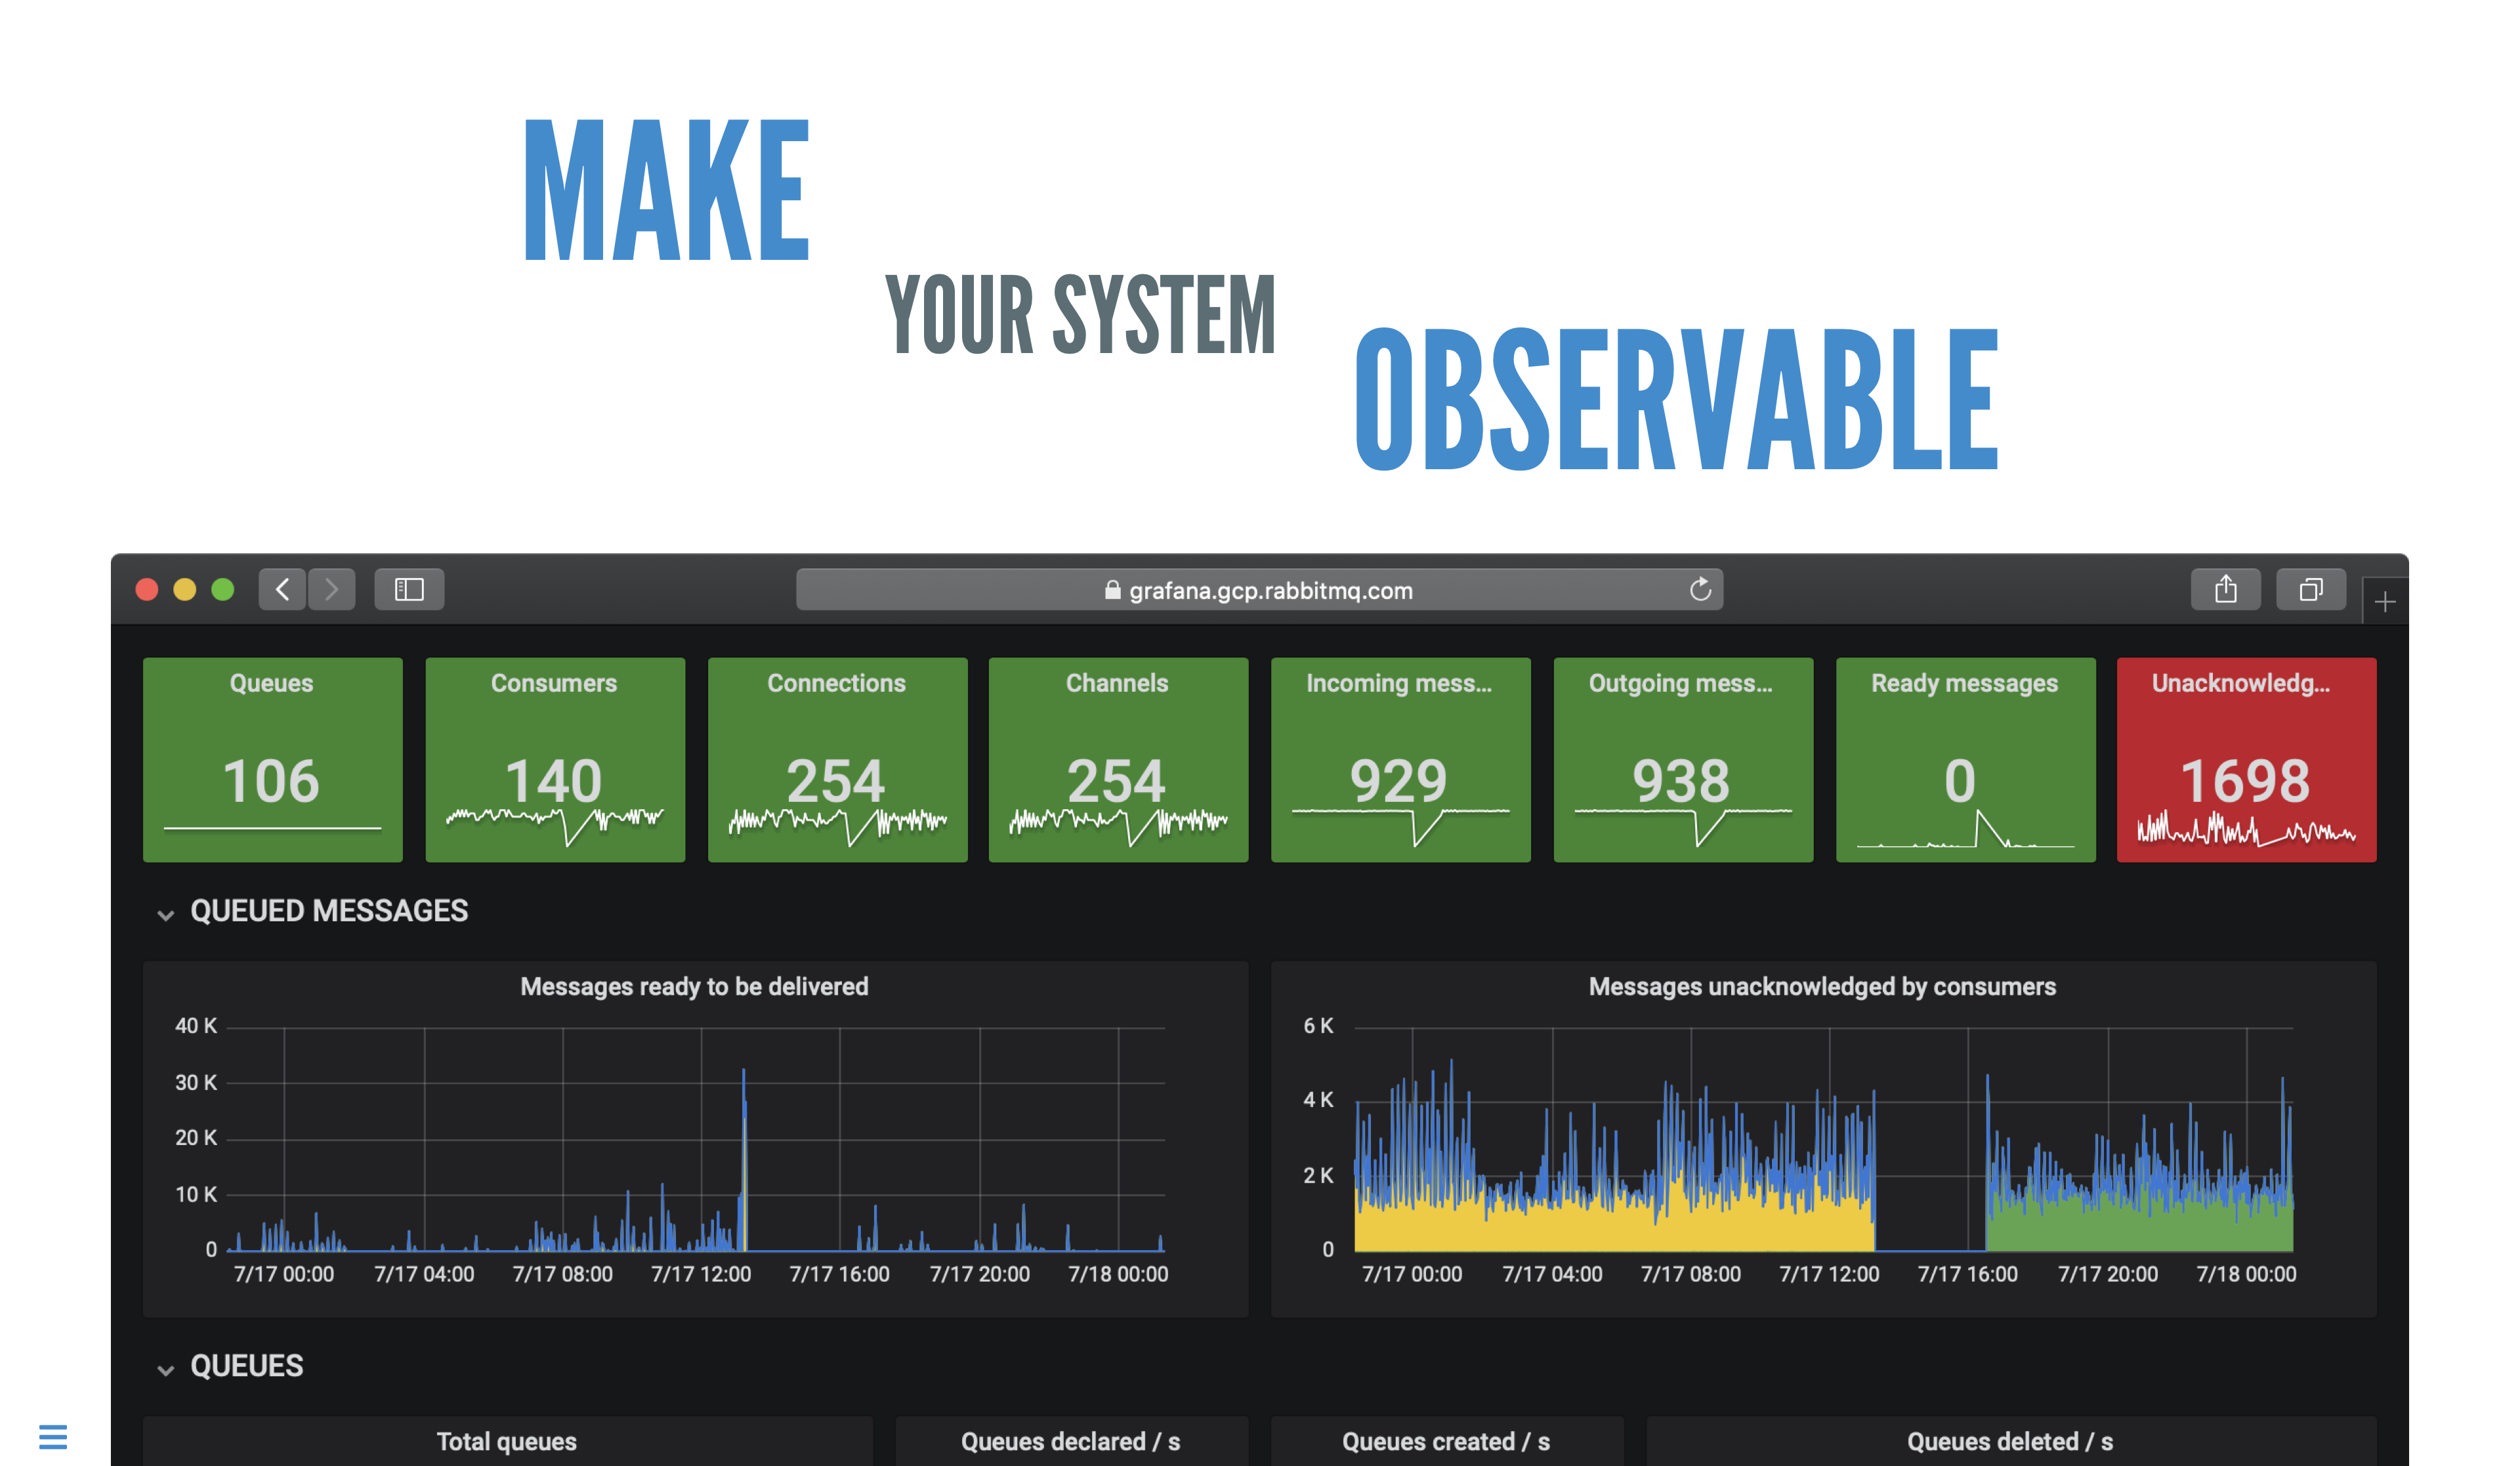 MAKE
YOUR SYSTEM
OBSERVABLE
grafana.gcp.rabbitmq.com
Queues
106
Consumers
140
Connections
254
Channels
254
Incoming mess...
929
Outgoing mess...
938
Ready messages
0
Unacknowledg...
1698
QUEUED MESSAGES
Messages ready to be delivered
40 K
30 K
20 K
10 K
0
7/17 00:00 7/17 04:00 7/17 08:00 7/17 12:00 7/17 16:00 7/17 20:00 7/18 00:00
Messages unacknowledged by consumers
6 K
4 K
2 K
0
7/17 00:00 7/17 04:00 7/17 08:00 7/17 12:00 7/17 16:00 7/17 20:00 7/18 00:00
QUEUES
Total queues
Queues declared / s
Queues created / s
Queues deleted / s